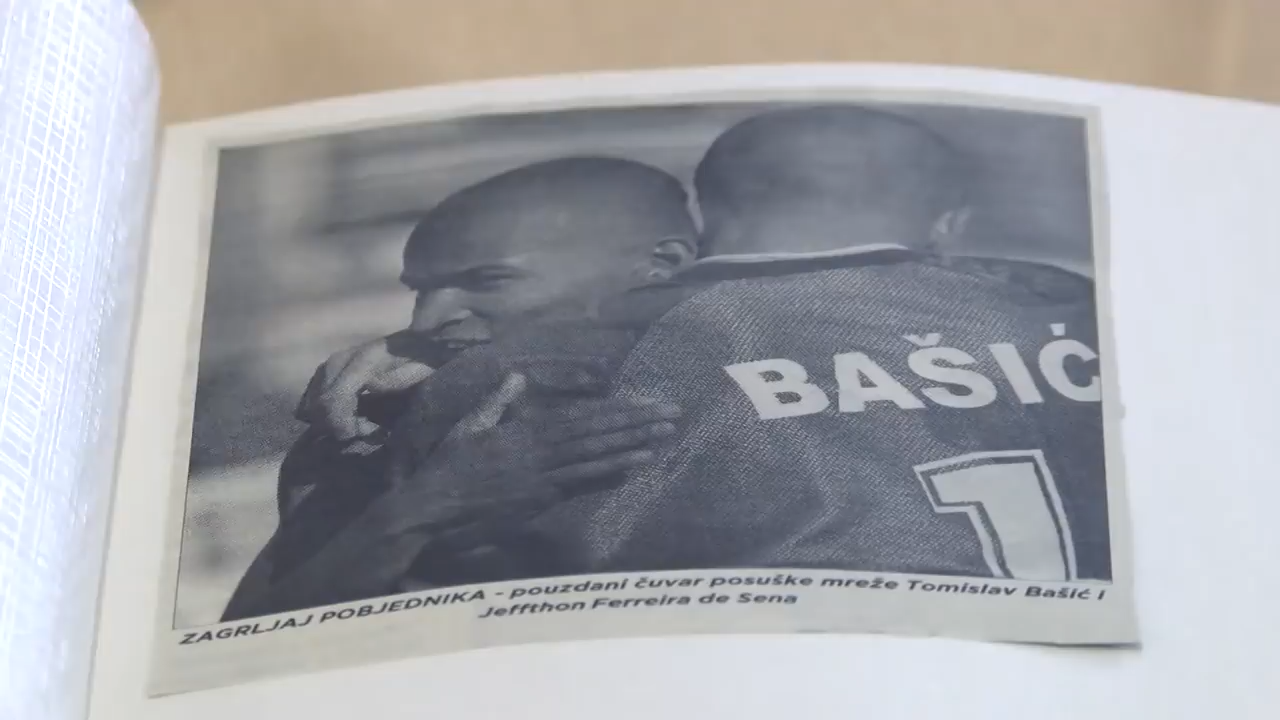 BAŠIĆ
1
ZAGRLJAJ POBJEDNIKA - pouzdani čuvar posuške mreže Tomislav Bašić i
Jeffthon Ferreira de Sena